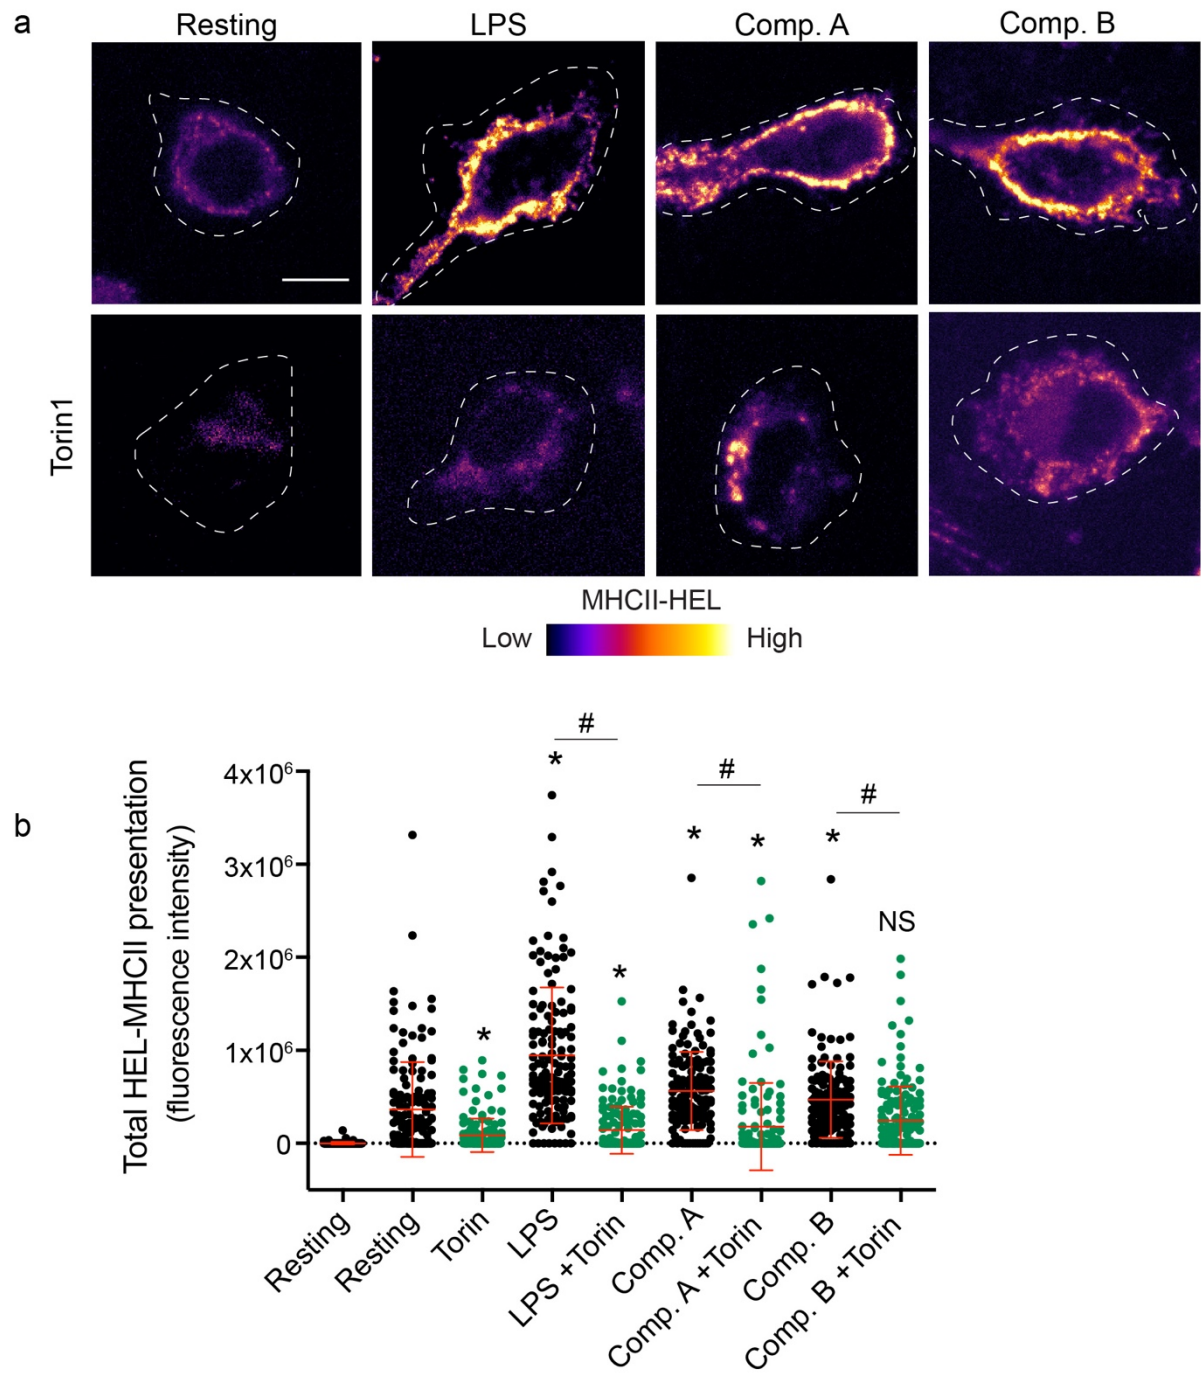 a
Resting
LPS
Comp. A
Comp. B
Torin1
MHCII-HEL
Low
High
b
Total HEL-MHCII presentation
(fluorescence intensity)
4x10⁶
3x10⁶
2x10⁶
1x10⁶
0
#
*
#
*
*
#
*
NS
*
*
Resting
Resting
Torin
LPS
LPS +Torin
Comp. A
Comp. A +Torin
Comp. B
Comp. B +Torin